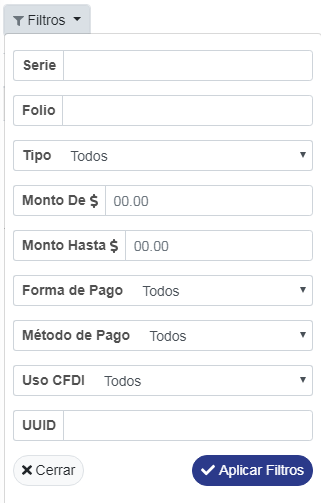 Filtros
Serie
Folio
Tipo Todos
Monto De $ 00.00
Monto Hasta $ 00.00
Forma de Pago Todos
Método de Pago Todos
Uso CFDI Todos
UUID
Cerrar Aplicar Filtros